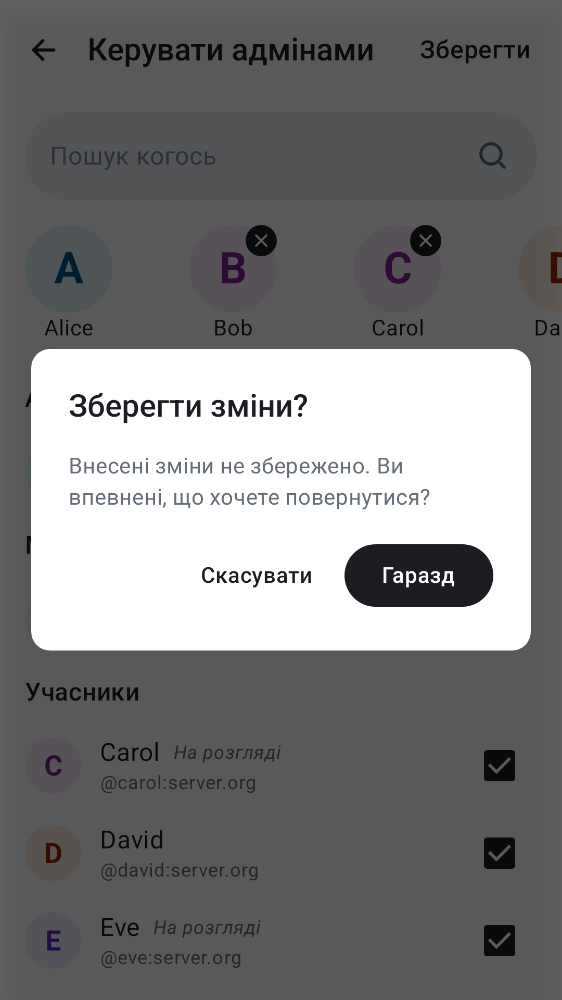 Керувати адмінами
Зберегти
Пошук когось
A
B
C
D
Alice
Bob
Carol
Da
Зберегти зміни?
Внесені зміни не збережено. Ви
впевнені, що хочете повернутися?
Скасувати
Гаразд
Учасники
C
Carol На розгляді
@carol:server.org
D
David
@david:server.org
E
Eve На розгляді
@eve:server.org